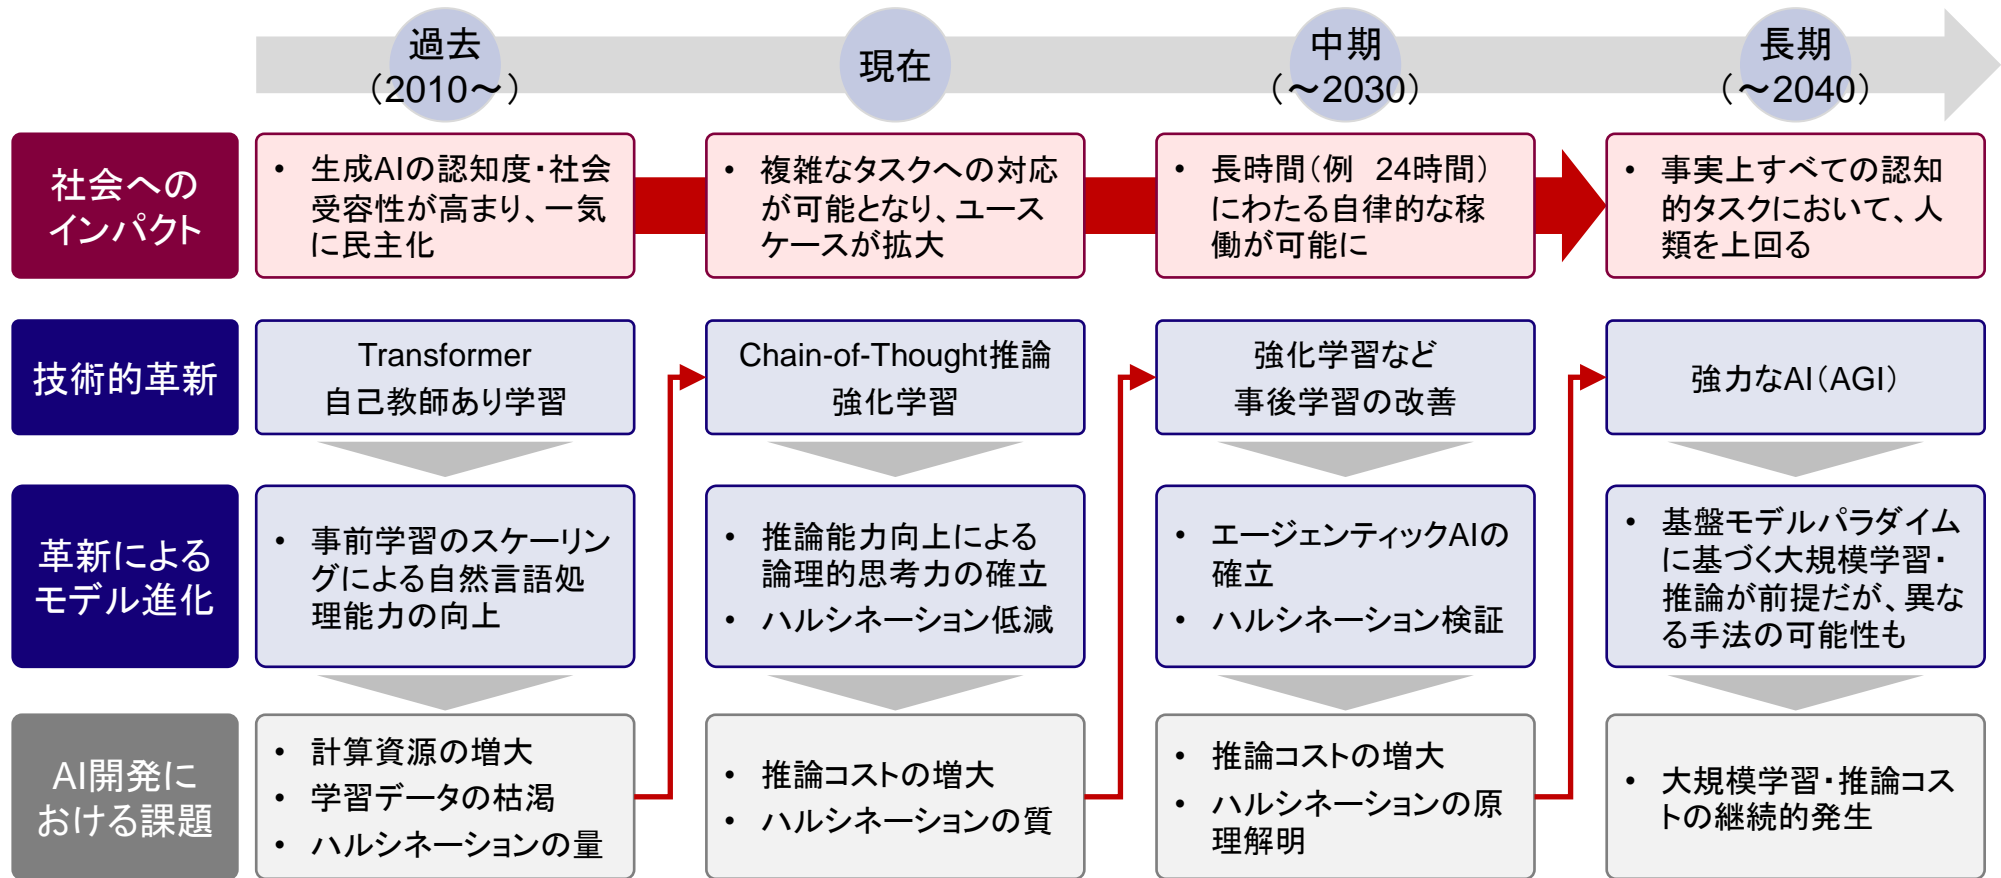 過去
（2010～）
現在
中期
（～2030）
長期
（～2040）
社会への
インパクト
• 生成AIの認知度・社会
受容性が高まり、一気
に民主化
• 複雑なタスクへの対応
が可能となり、ユース
ケースが拡大
• 長時間（例　24時間）
にわたる自律的な稼
働が可能に
• 事実上すべての認知
的タスクにおいて、人
類を上回る
技術的革新
Transformer
自己教師あり学習
Chain-of-Thought推論
強化学習
強化学習など
事後学習の改善
強力なAI（AGI）
革新による
モデル進化
• 事前学習のスケーリン
グによる自然言語処
理能力の向上
• 推論能力向上による
論理的思考力の確立
• ハルシネーション低減
• エージェンティックAIの
確立
• ハルシネーション検証
• 基盤モデルパラダイム
に基づく大規模学習・
推論が前提だが、異な
る手法の可能性も
AI開発に
おける課題
• 計算資源の増大
• 学習データの枯渇
• ハルシネーションの量
• 推論コストの増大
• ハルシネーションの質
• 推論コストの増大
• ハルシネーションの原
理解明
• 大規模学習・推論コス
トの継続的発生